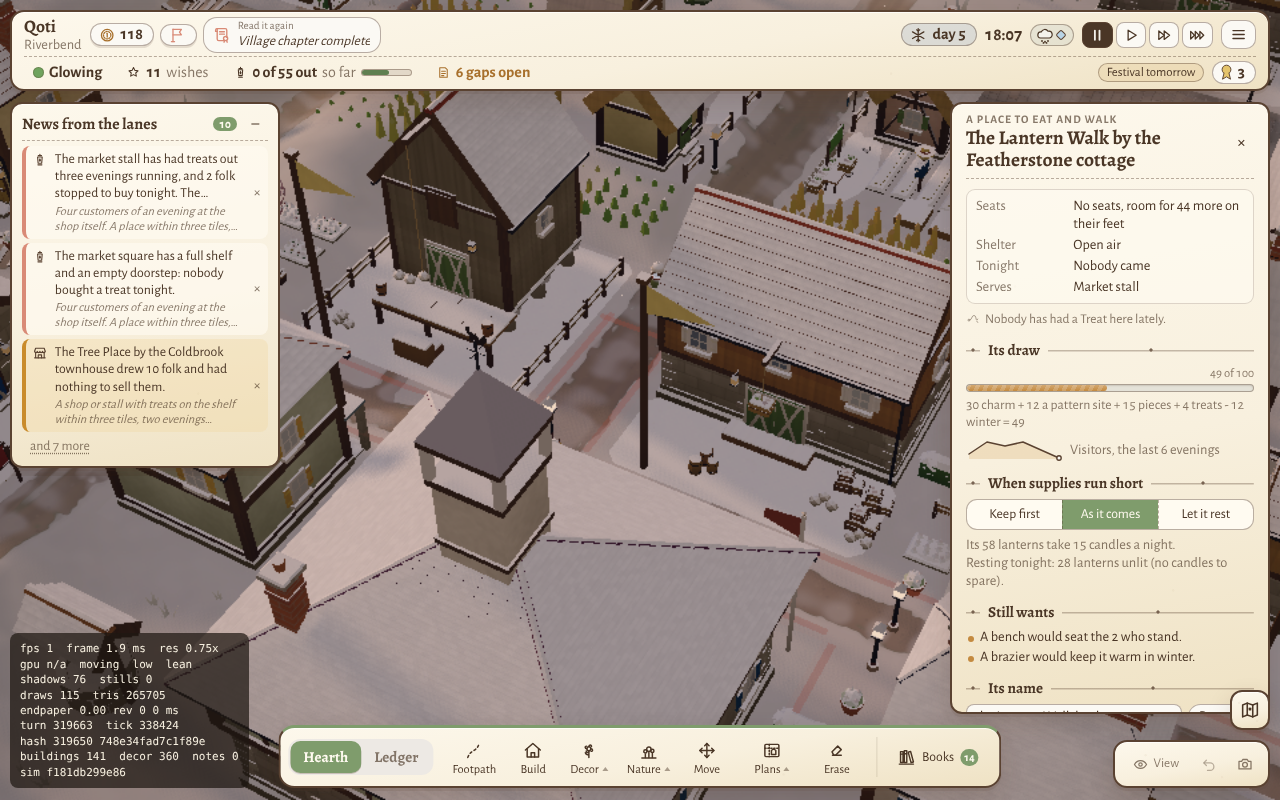 Qoti
Riverbend
118
Read it again
Village chapter complete
day 5
18:07
Glowing
11 wishes
0 of 55 out so far
6 gaps open
Festival tomorrow
3
News from the lanes
10
The market stall has had treats out
three evenings running, and 2 folk
stopped to buy tonight. The…
Four customers of an evening at the
shop itself. A place within three tiles,…
The market square has a full shelf
and an empty doorstep: nobody
bought a treat tonight.
Four customers of an evening at the
shop itself. A place within three tiles,…
The Tree Place by the Coldbrook
townhouse drew 10 folk and had
nothing to sell them.
A shop or stall with treats on the shelf
within three tiles, two evenings…
and 7 more
A PLACE TO EAT AND WALK
The Lantern Walk by the
Featherstone cottage
Seats No seats, room for 44 more on
their feet
Shelter Open air
Tonight Nobody came
Serves Market stall
Nobody has had a Treat here lately.
Its draw
49 of 100
30 charm + 12 a pattern site + 15 pieces + 4 treats - 12
winter = 49
Visitors, the last 6 evenings
When supplies run short
Keep first As it comes Let it rest
Its 58 lanterns take 15 candles a night.
Resting tonight: 28 lanterns unlit (no candles to
spare).
Still wants
A bench would seat the 2 who stand.
A brazier would keep it warm in winter.
Its name
fps 1 frame 1.9 ms res 0.75x
gpu n/a moving low lean
shadows 76 stills 0
draws 115 tris 265705
endpaper 0.00 rev 0 0 ms
turn 319663 tick 338424
hash 319650 748e34fad7c1f89e
buildings 141 decor 360 notes 0
sim f181db299e86
Hearth Ledger
Footpath Build Decor Nature Move Plans Erase
Books 14
View